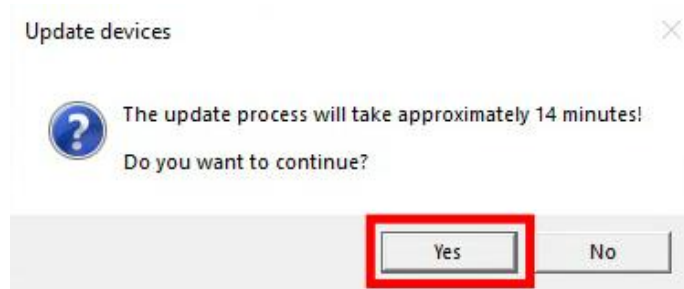 Update devices
The update process will take approximately 14 minutes!
Do you want to continue?
Yes No